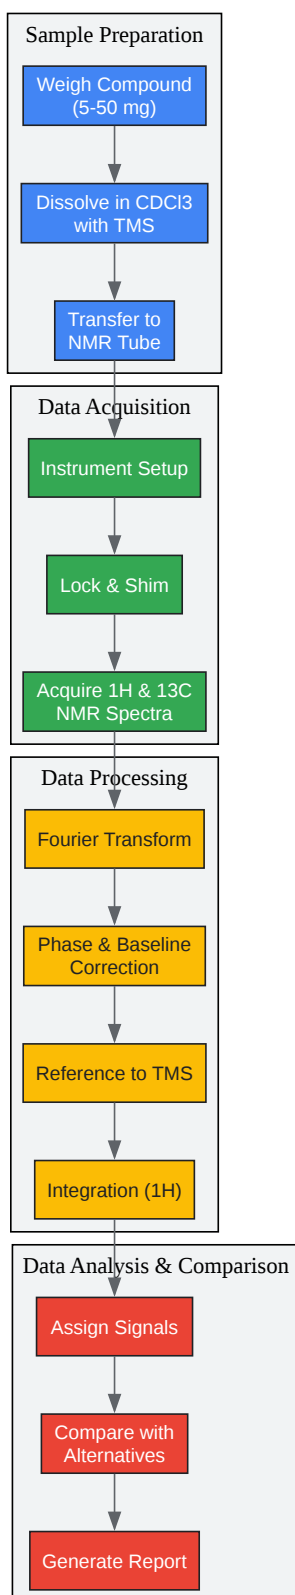 Sample Preparation
Weigh Compound
(5-50 mg)
Dissolve in CDCl3
with TMS
Transfer to
NMR Tube
Data Acquisition
Instrument Setup
Lock & Shim
Acquire 1H & 13C
NMR Spectra
Data Processing
Fourier Transform
Phase & Baseline
Correction
Reference to TMS
Integration (1H)
Data Analysis & Comparison
Assign Signals
Compare with
Alternatives
Generate Report